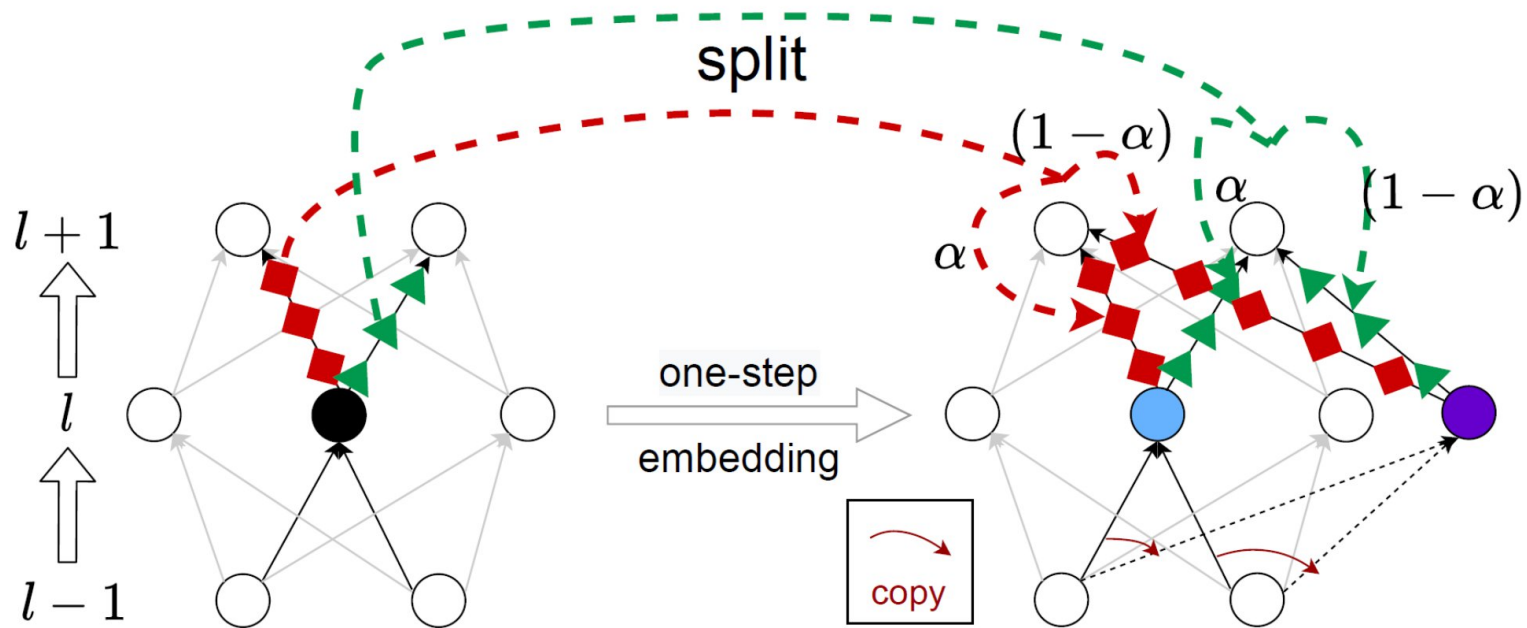 split
(1 − α)
α
(1 − α)
α
l + 1
l
l − 1
one-step
embedding
copy